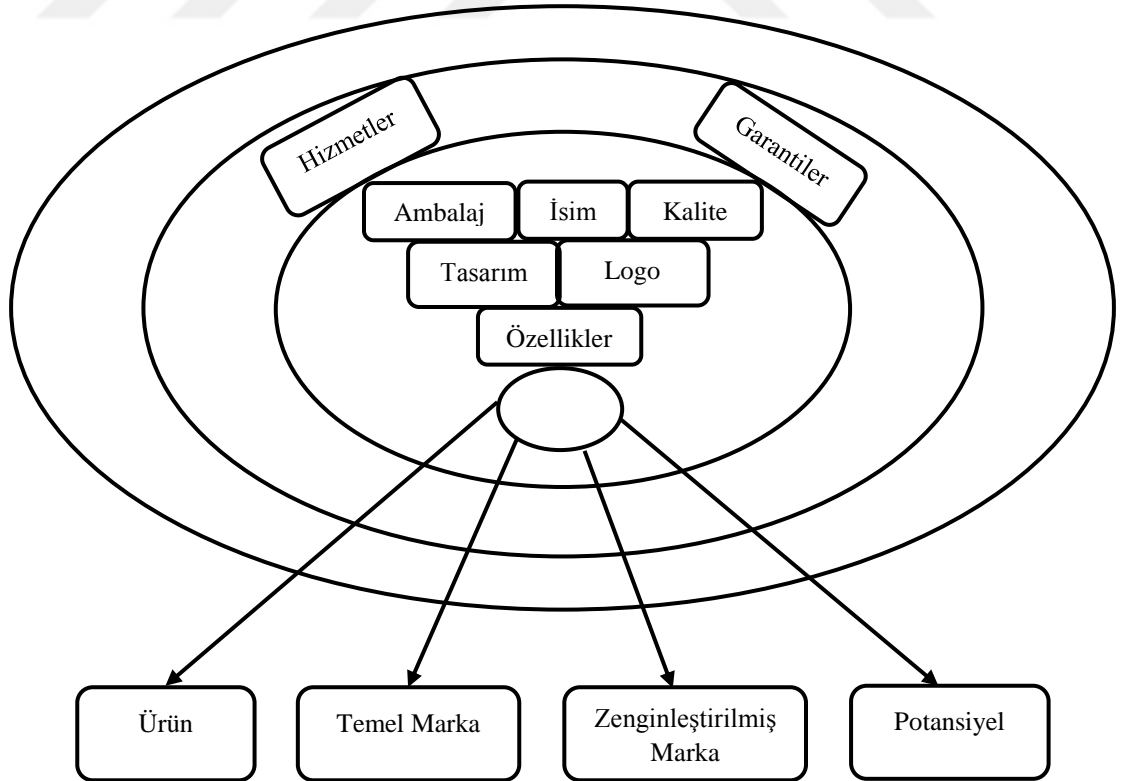 Hizmetler
Garantiler
Ambalaj
İsim
Kalite
Tasarım
Logo
Özellikler
Ürün
Temel Marka
Zenginleştirilmiş
Marka
Potansiyel